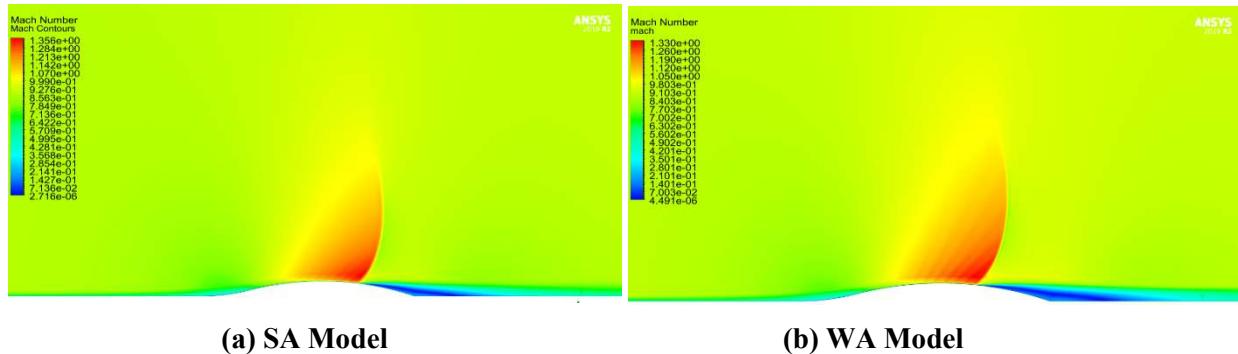 Mach Number
Mach Contours
1.356e+00
1.284e+00
1.213e+00
1.142e+00
1.070e+00
9.990e-01
9.276e-01
8.563e-01
7.849e-01
7.136e-01
6.422e-01
5.709e-01
4.995e-01
4.281e-01
3.568e-01
2.854e-01
2.141e-01
1.427e-01
7.136e-02
2.716e-06
ANSYS
2019 R2
Mach Number
mach
1.330e+00
1.260e+00
1.190e+00
1.120e+00
1.050e+00
9.803e-01
9.103e-01
8.403e-01
7.703e-01
7.002e-01
6.302e-01
5.602e-01
4.902e-01
4.201e-01
3.501e-01
2.801e-01
2.101e-01
1.401e-01
7.003e-02
4.491e-06
ANSYS
2019 R2
(a) SA Model
(b) WA Model